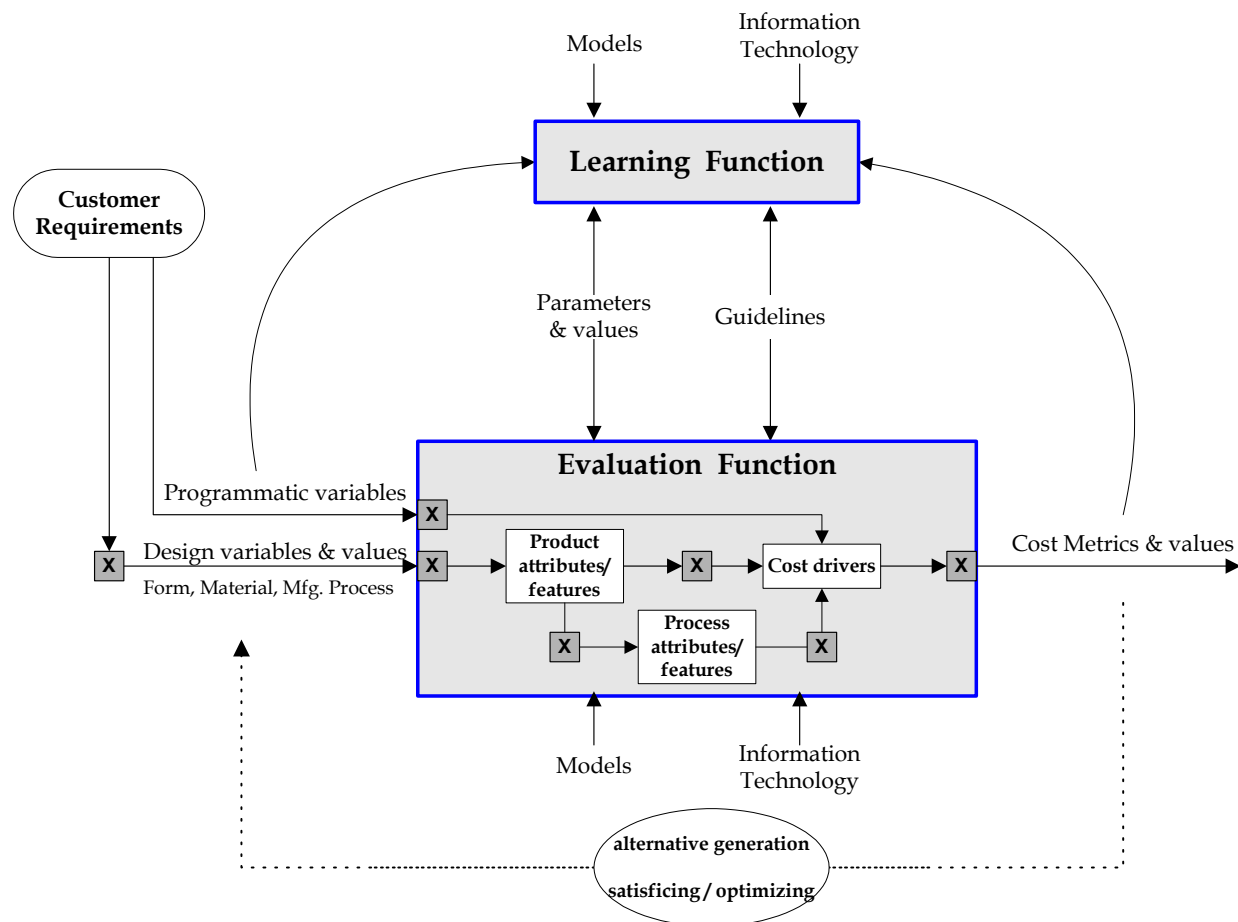 Models
Information
Technology
Learning Function
Customer
Requirements
Parameters
& values
Guidelines
Evaluation Function
Programmatic variables
X
X
Design variables & values
Form, Material, Mfg. Process
X
Product
attributes/
features
X
Cost drivers
X
Cost Metrics & values
X
Process
attributes/
features
X
Models
Information
Technology
alternative generation
satisficing / optimizing